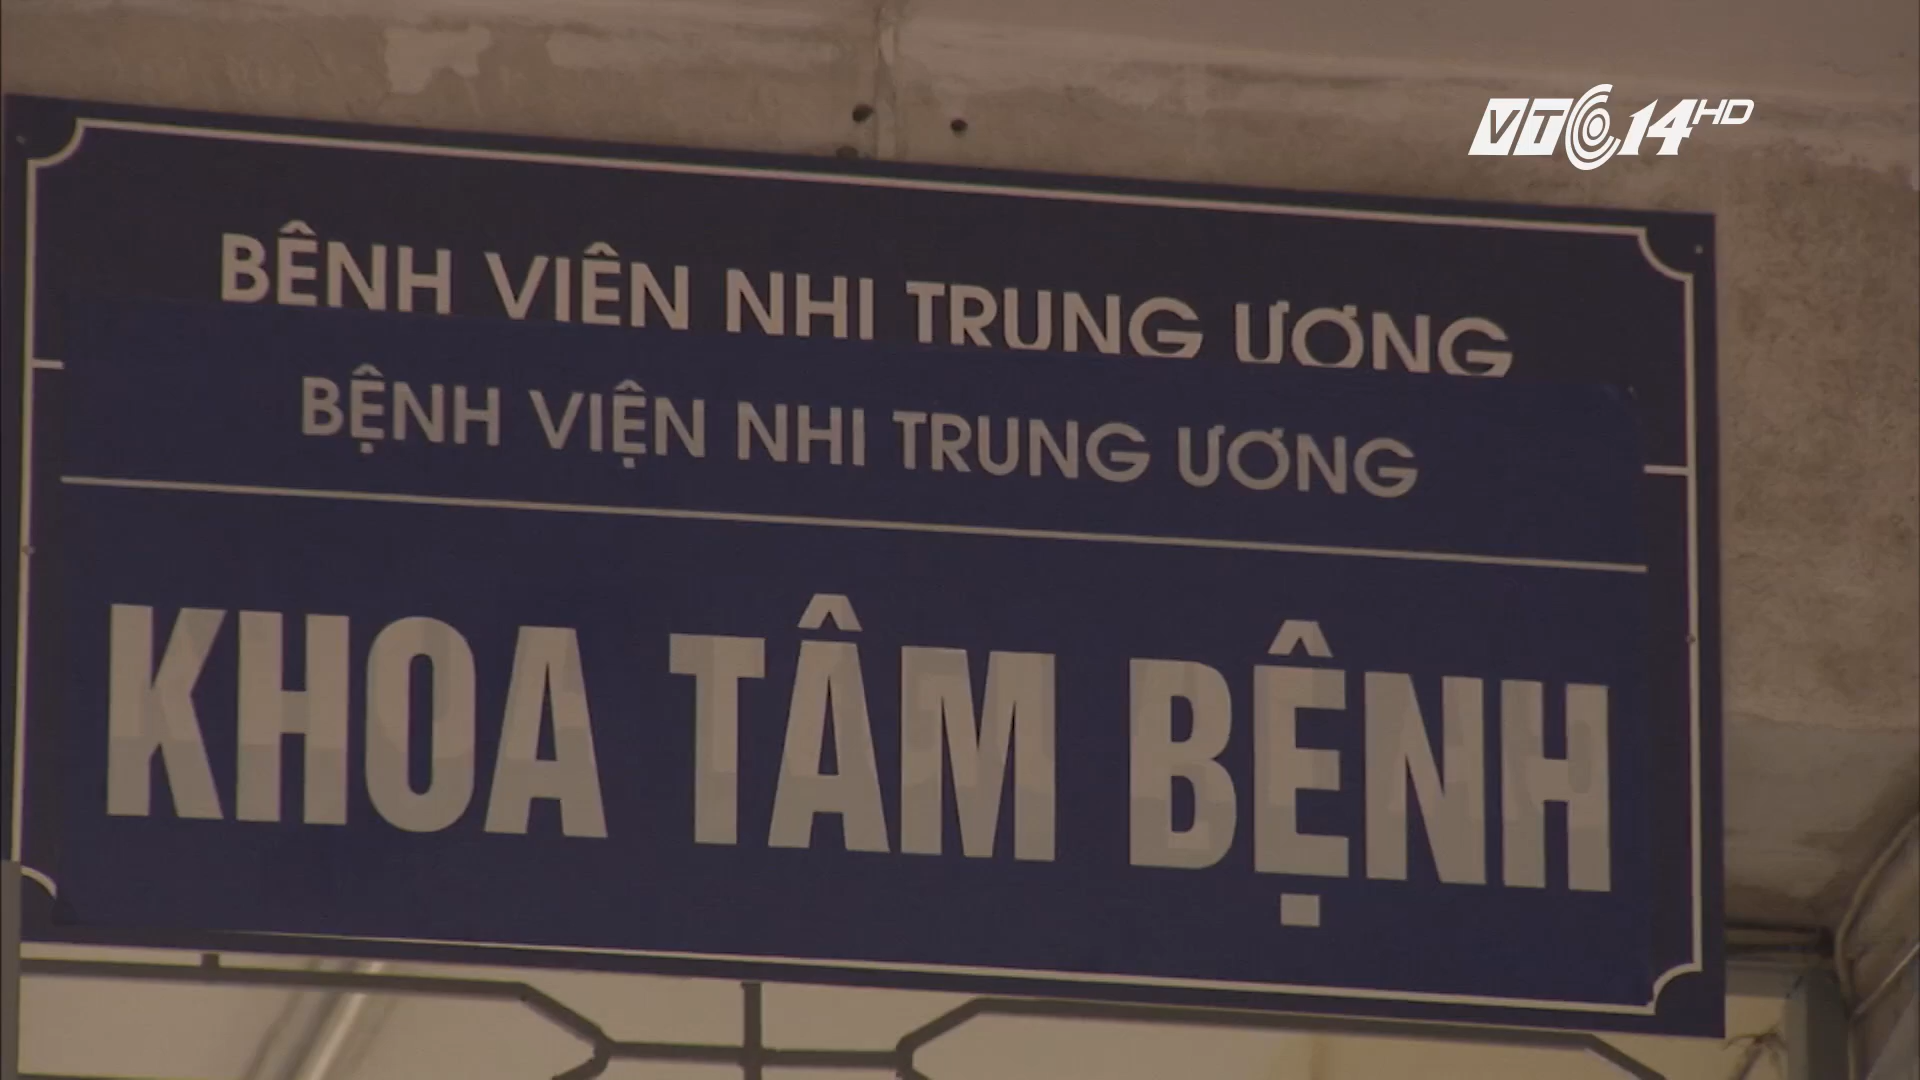 VTC14 HD
BÊNH VIÊN NHI TRUNG ƯƠNG
BỆNH VIỆN NHI TRUNG ƯƠNG
KHOA TÂM BỆNH